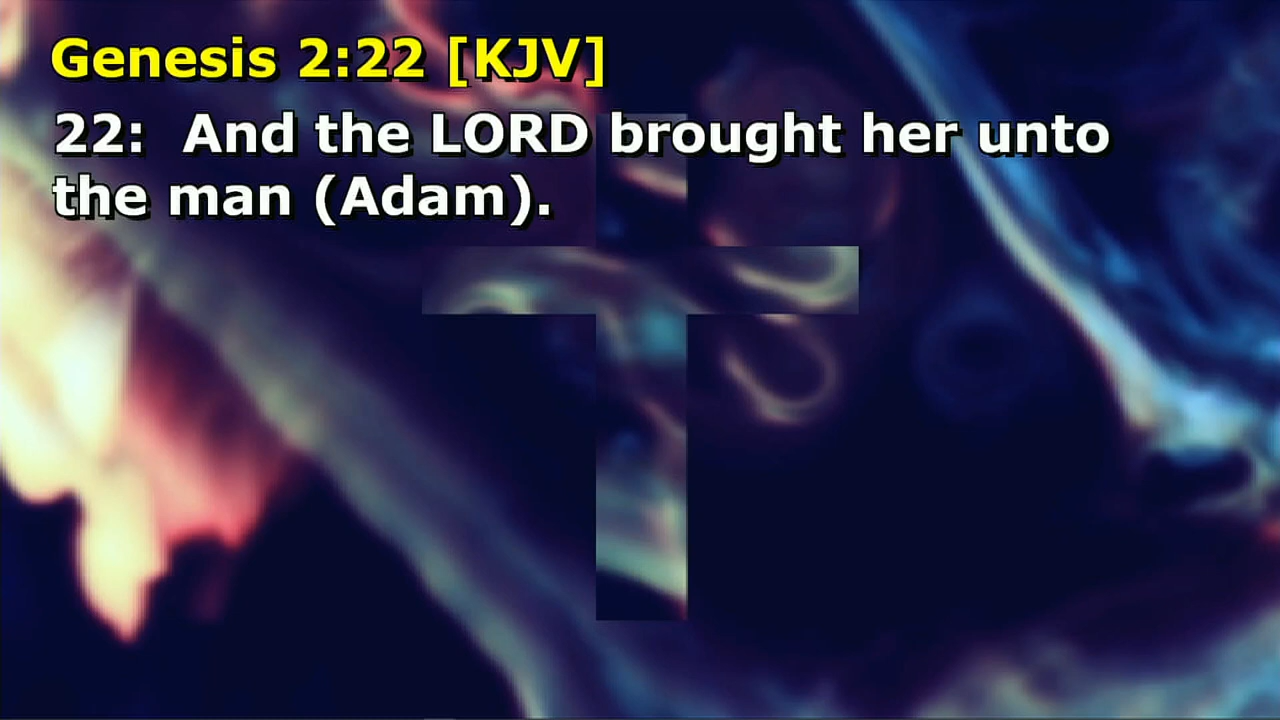 Genesis 2:22 [KJV]
22:  And the LORD brought her unto
the man (Adam).